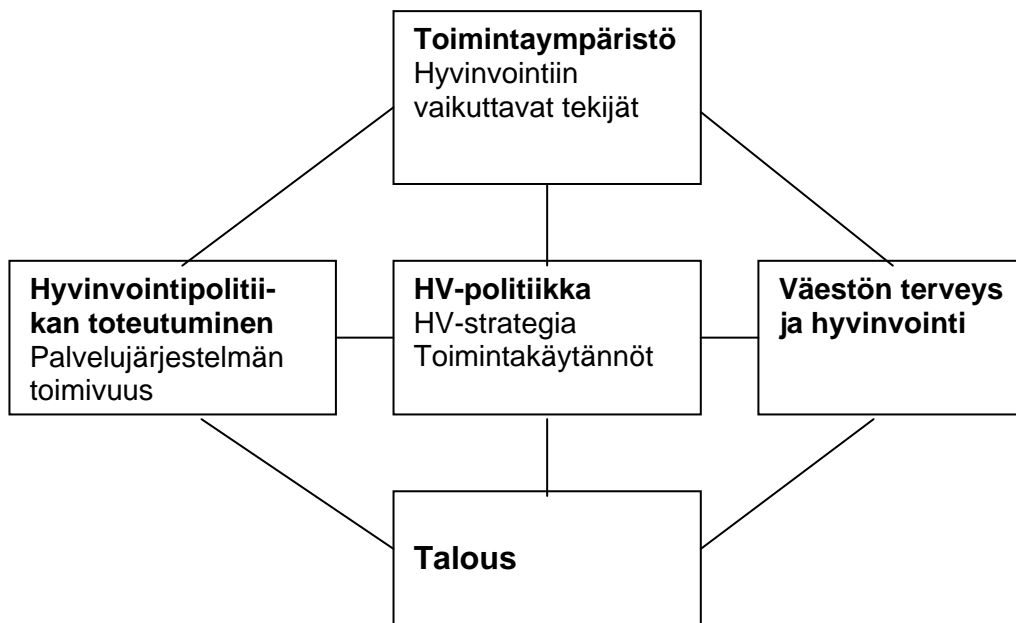 Toimintaympäristö
Hyvinvointiin
vaikuttavat tekijät
Hyvinvointipolitii-
kan toteutuminen
Palvelujärjestelmän
toimivuus
HV-politiikka
HV-strategia
Toimintakäytännöt
Väestön terveys
ja hyvinvointi
Talous